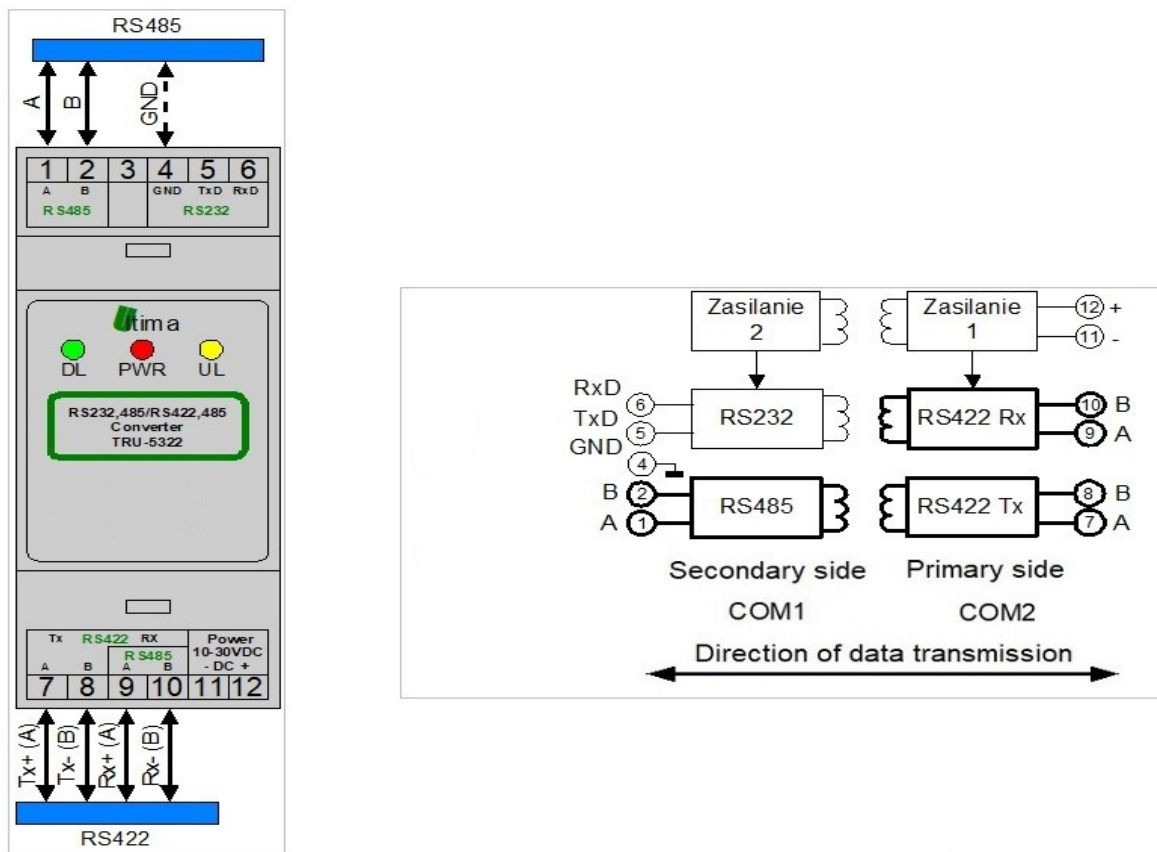 RS485
A
B
GND
1 2 3 4 5 6
A B GND TxD RxD
RS485 RS232
Ultima
DL PWR UL
RS232,485/RS422,485
Converter
TRU-5322
Tx RS422 RX Power
RS485 10-30VDC
A B A B - DC +
7 8 9 10 11 12
Tx+ (A)
Tx- (B)
Rx+ (A)
Rx- (B)
RS422
Zasilanie
2
Zasilanie
1
12 +
11 -
RxD
6
TxD
5
GND
4
RS232
RS422 Rx
10 B
9 A
B 2
A 1
RS485
RS422 Tx
8 B
7 A
Secondary side Primary side
COM1 COM2
Direction of data transmission